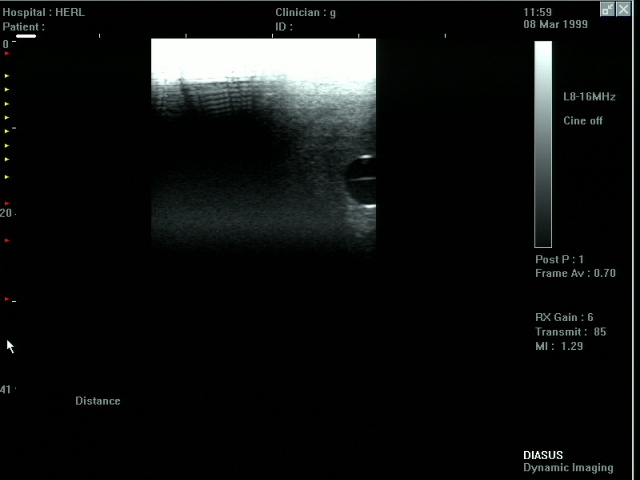 Hospital : HERL
Clinician : g
11:59
Patient :
ID :
08 Mar 1999
0
L8-16MHz
Cine off
20
Post P : 1
Frame Av : 0.70
RX Gain : 6
Transmit : 85
MI : 1.29
41
Distance
DIASUS
Dynamic Imaging